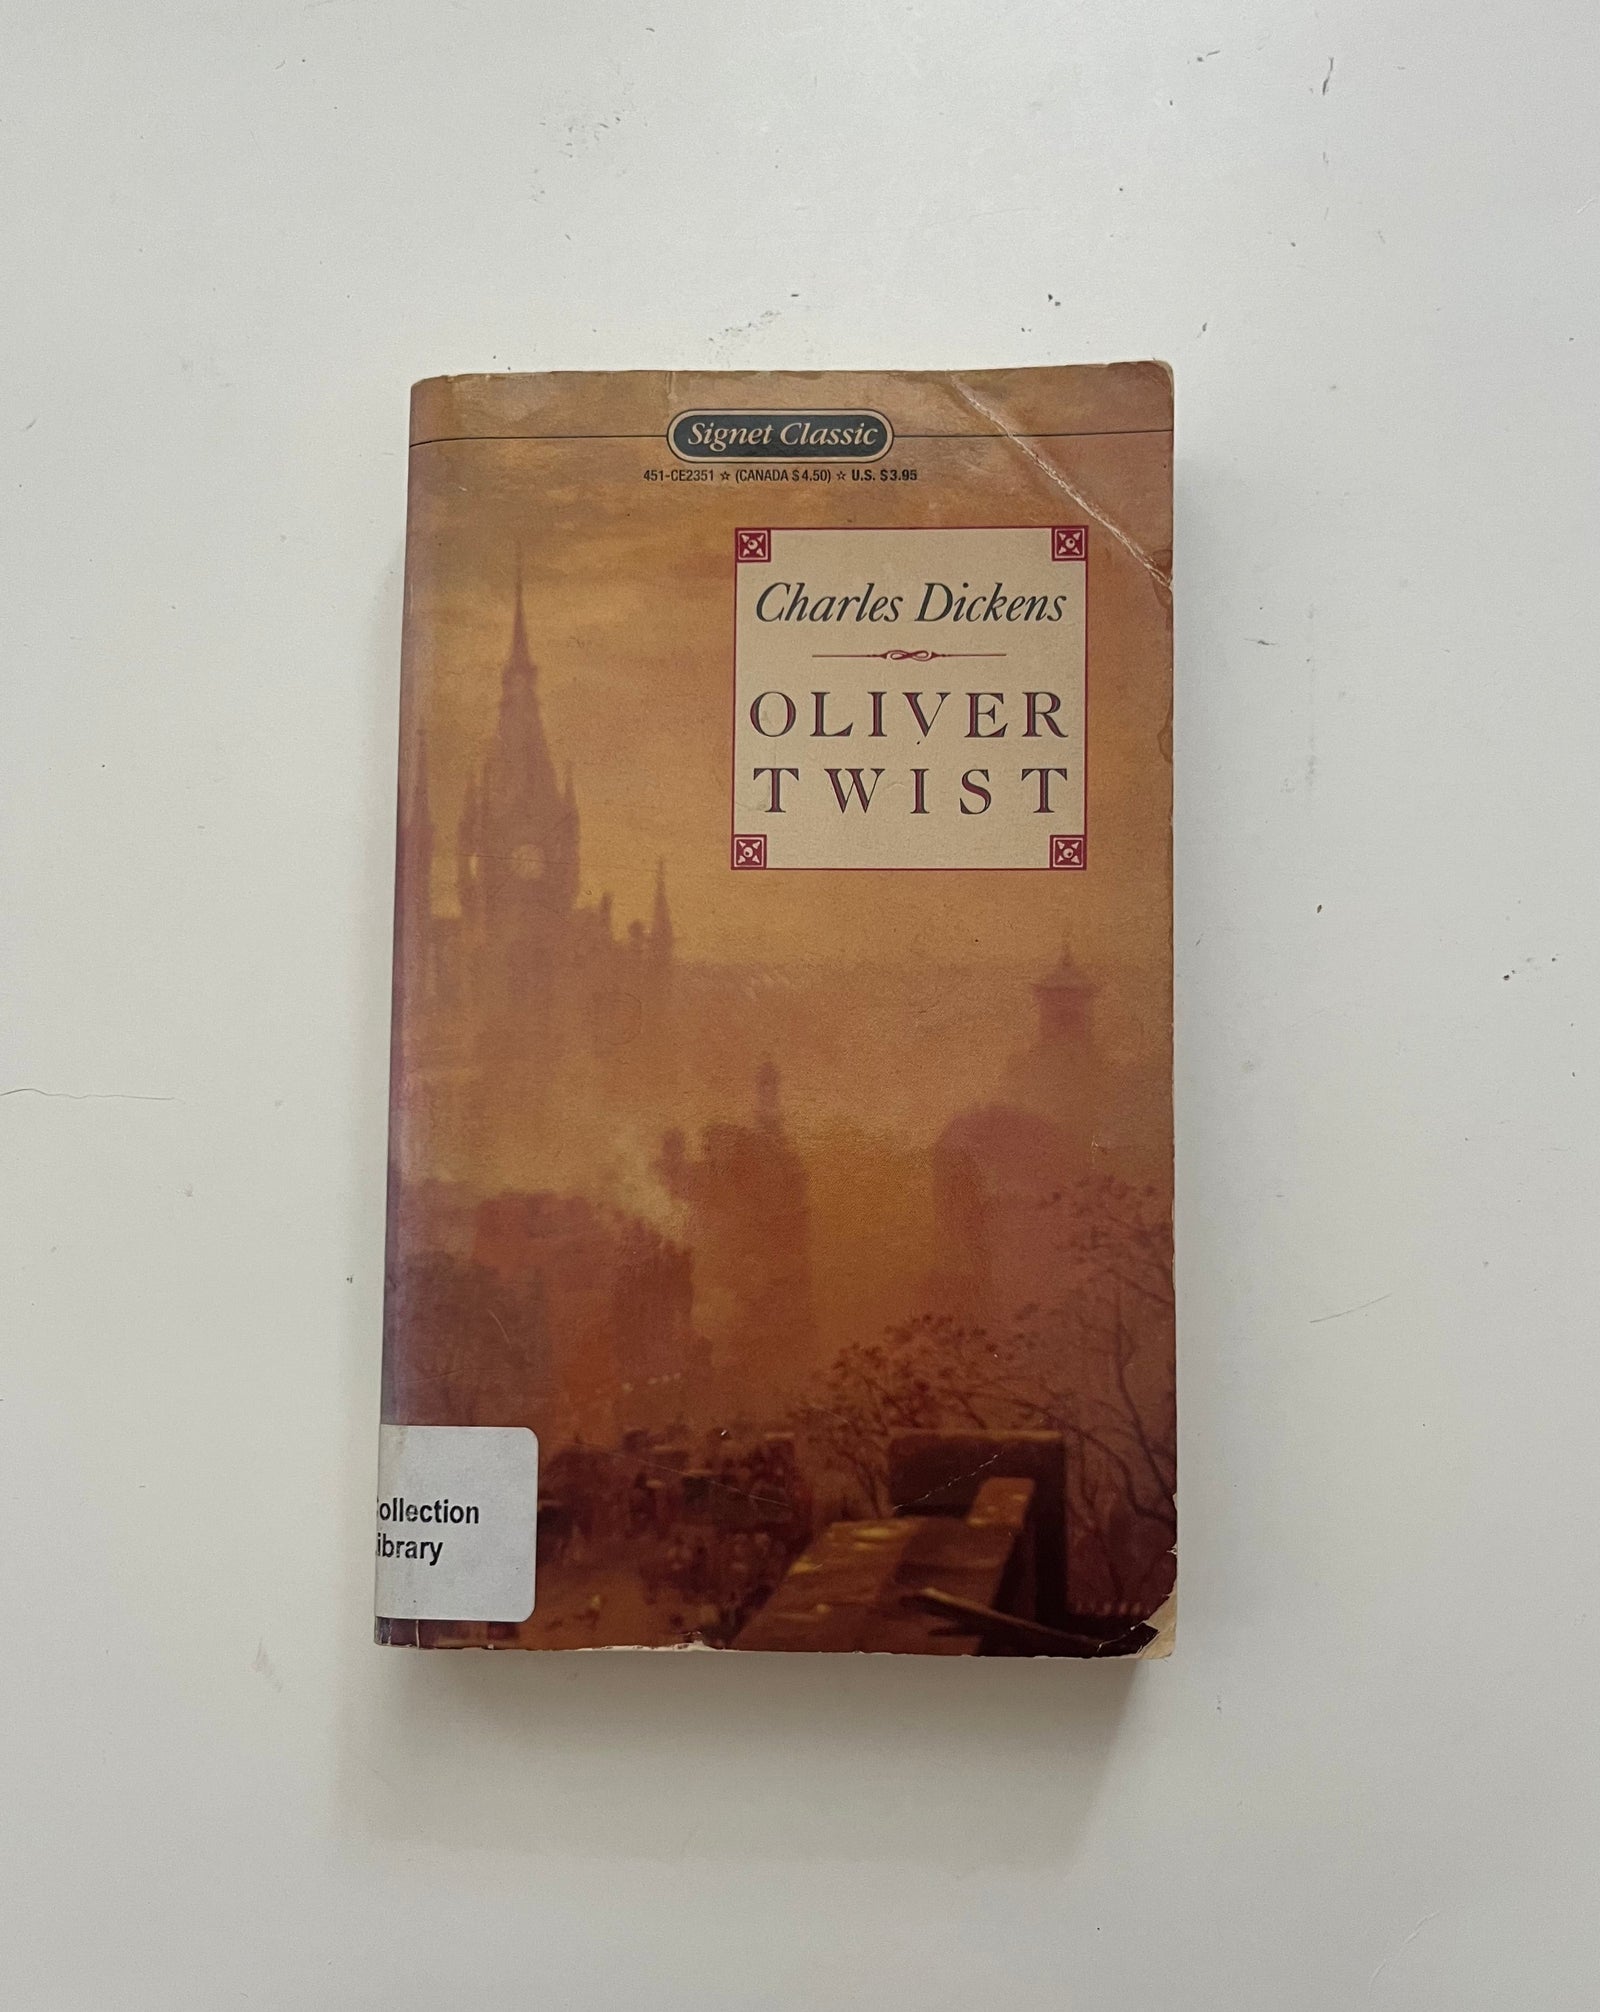 Signet Classic
451-CE2351 ☆ (CANADA $4.50) ☆ U.S. $3.95
Charles Dickens
OLIVER
TWIST
ollection
ibrary